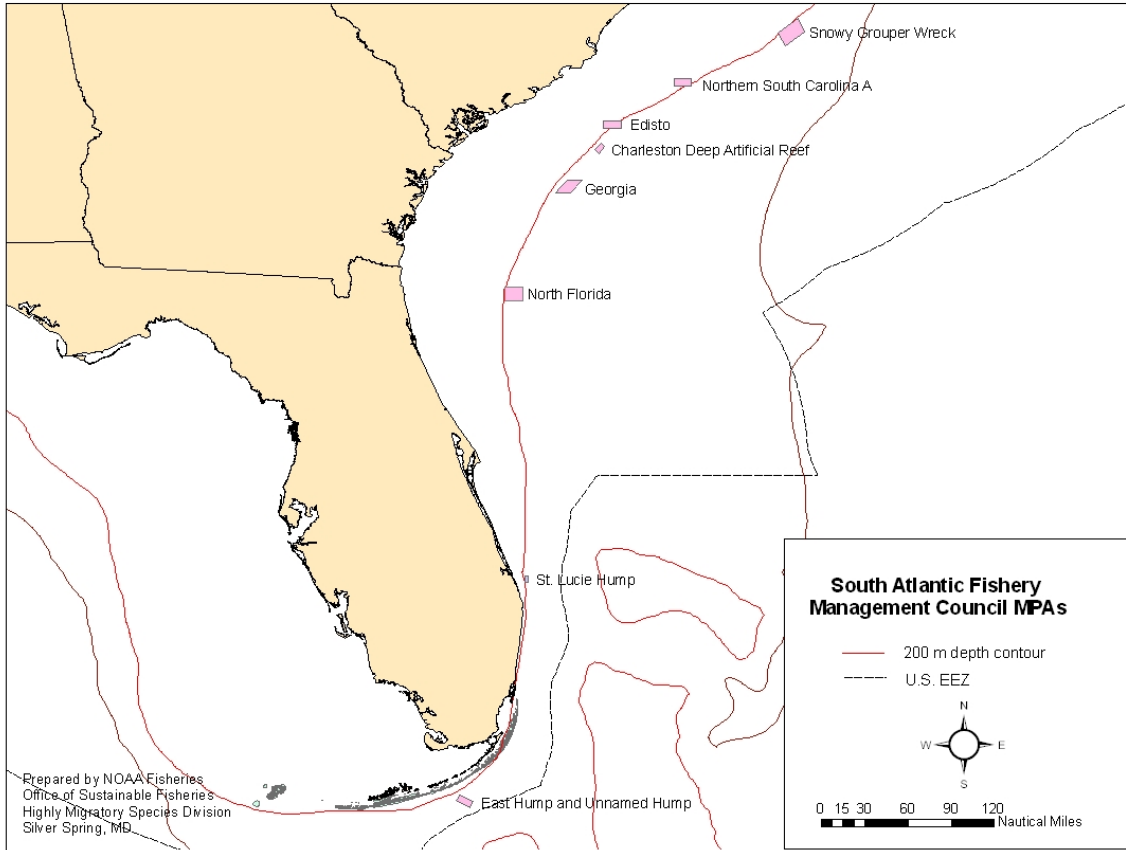 Snowy Grouper Wreck
Northern South Carolina A
Edisto
Charleston Deep Artificial Reef
Georgia
North Florida
St. Lucie Hump
East Hump and Unnamed Hump
Prepared by NOAA Fisheries
Office of Sustainable Fisheries
Highly Migratory Species Division
Silver Spring, MD
South Atlantic Fishery
Management Council MPAs
200 m depth contour
U.S. EEZ
N
W E
S
0 15 30 60 90 120
Nautical Miles